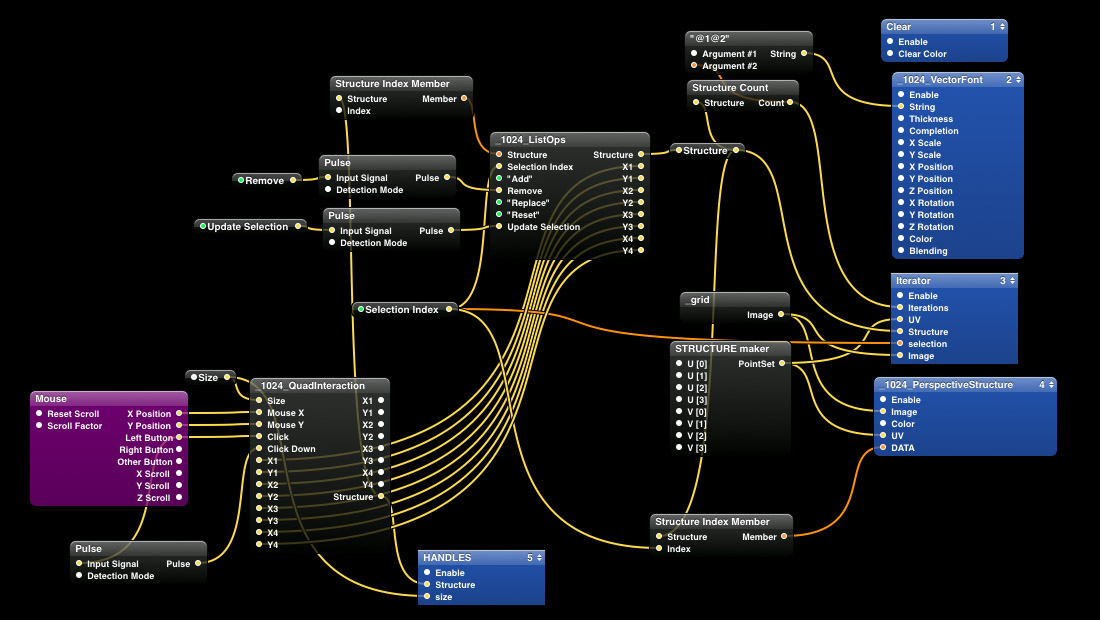 "@1@2"
Argument #1 String
Argument #2
Clear 1
Enable
Clear Color
Structure Index Member
Structure Member
Index
Structure Count
Structure Count
_1024_VectorFont 2
Enable
String
Thickness
Completion
X Scale
Y Scale
X Position
Y Position
Z Position
X Rotation
Y Rotation
Z Rotation
Color
Blending
_1024_ListOps
Structure Structure
Selection Index X1
"Add" Y1
Remove X2
"Replace" Y2
"Reset" X3
Update Selection Y3
X4
Y4
Structure
Pulse
Input Signal Pulse
Detection Mode
Remove
Pulse
Input Signal Pulse
Detection Mode
Update Selection
Selection Index
_grid
Image
Iterator 3
Enable
Iterations
UV
Structure
selection
Image
STRUCTURE maker
U [0] PointSet
U [1]
U [2]
U [3]
V [0]
V [1]
V [2]
V [3]
Size
_1024_QuadInteraction
Size X1
Mouse X Y1
Mouse Y X2
Click Y2
Click Down X3
X1 Y3
Y1 X4
X2 Y4
Y2 Structure
X3
Y3
X4
Y4
_1024_PerspectiveStructure 4
Enable
Image
Color
UV
DATA
Mouse
Reset Scroll X Position
Scroll Factor Y Position
Left Button
Right Button
Other Button
X Scroll
Y Scroll
Z Scroll
Pulse
Input Signal Pulse
Detection Mode
HANDLES 5
Enable
Structure
size
Structure Index Member
Structure Member
Index